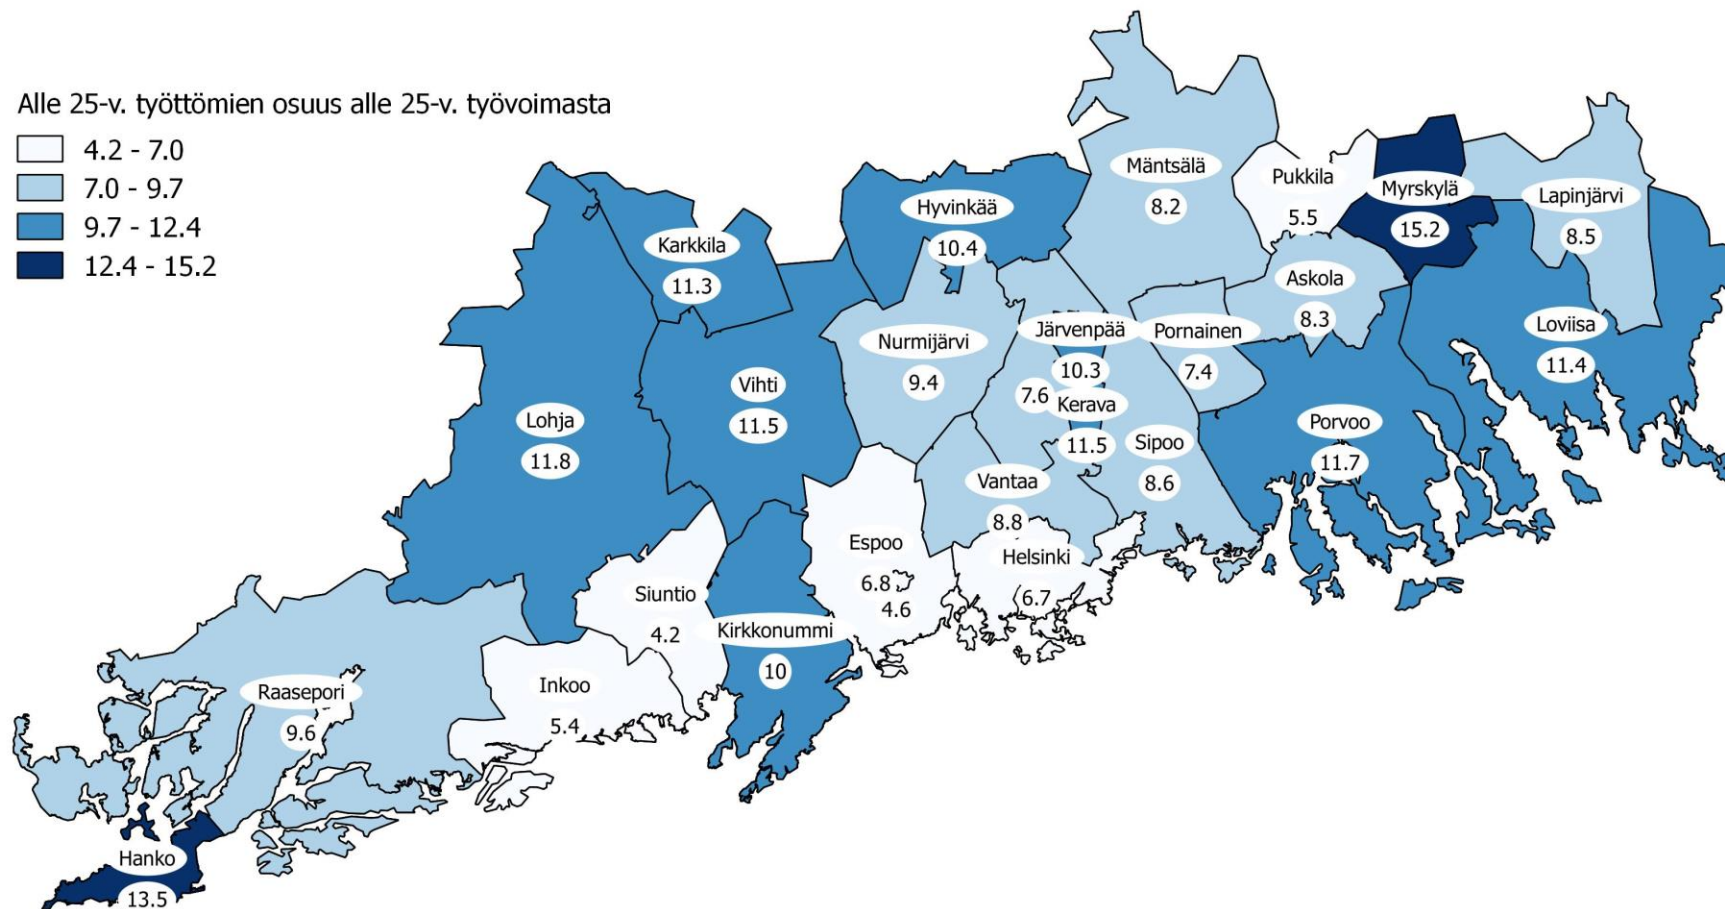 Alle 25-v. työttömien osuus alle 25-v. työvoimasta
4.2 - 7.0
7.0 - 9.7
9.7 - 12.4
12.4 - 15.2
Mäntsälä
8.2
Pukkila
5.5
Myrskylä
15.2
Lapinjärvi
8.5
Hyvinkää
10.4
Karkkila
11.3
Askola
8.3
Loviisa
11.4
Järvenpää
10.3
Pornainen
7.4
Nurmijärvi
9.4
Vihti
11.5
7.6
Kerava
11.5
Lohja
11.8
Sipoo
8.6
Porvoo
11.7
Vantaa
8.8
Espoo
6.8
4.6
Helsinki
6.7
Siuntio
4.2
Kirkkonummi
10
Inkoo
5.4
Raasepori
9.6
Hanko
13.5